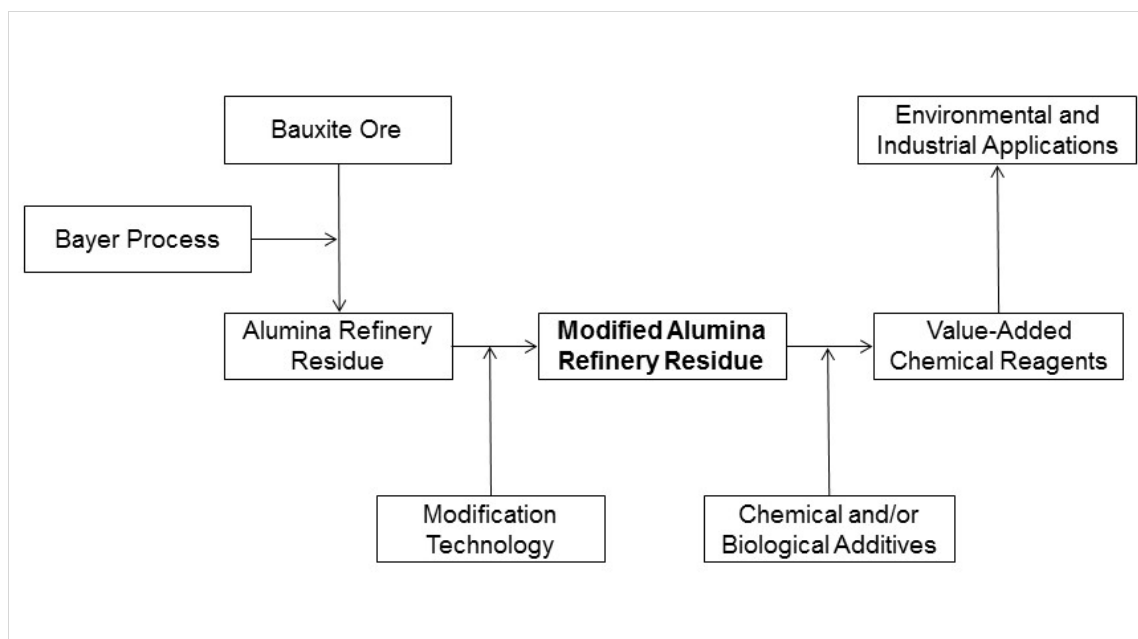 Bauxite Ore
Environmental and
Industrial Applications
Bayer Process
Alumina Refinery
Residue
Modified Alumina
Refinery Residue
Value-Added
Chemical Reagents
Modification
Technology
Chemical and/or
Biological Additives